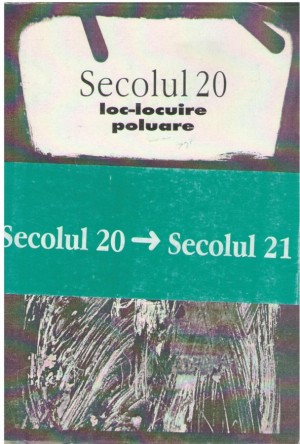 Secolul 20
loc-locuire
poluare
Secolul 20 → Secolul 21